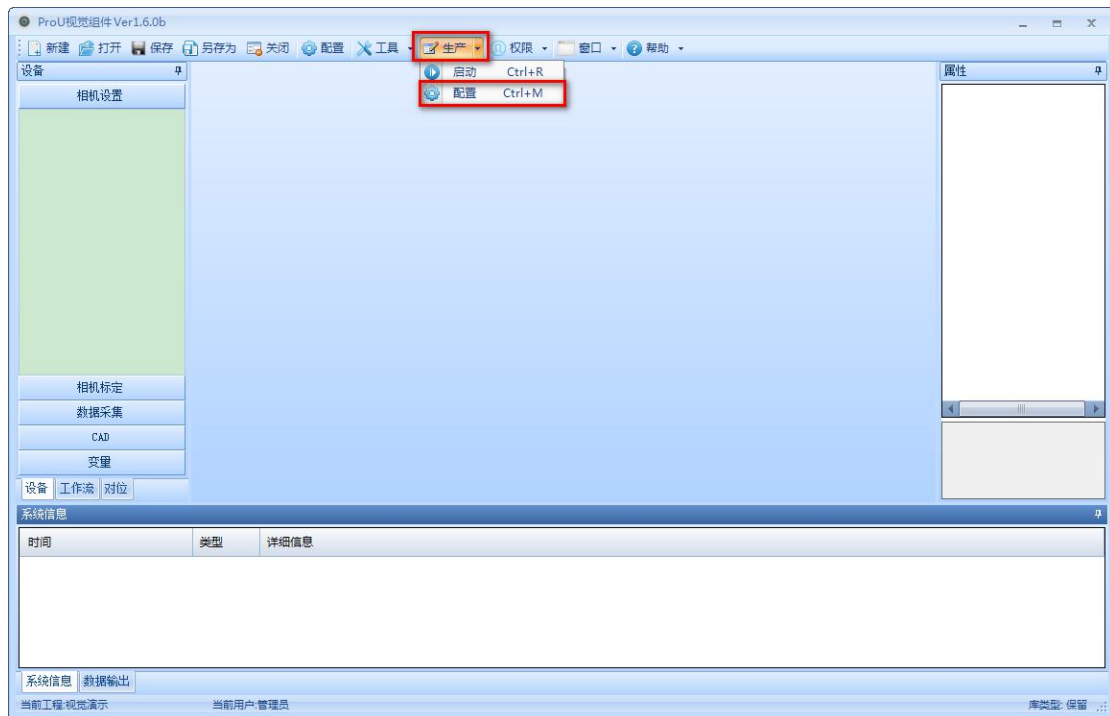 ProU视觉组件Ver1.6.0b
新建 打开 保存 另存为 关闭 配置 工具 生产 权限 窗口 帮助
设备
属性
启动 Ctrl+R
配置 Ctrl+M
相机设置
相机标定
数据采集
CAD
变量
设备 工作流 对位
系统信息
时间 类型 详细信息
系统信息 数据输出
当前工程:视觉演示 当前用户:管理员 库类型: 保留